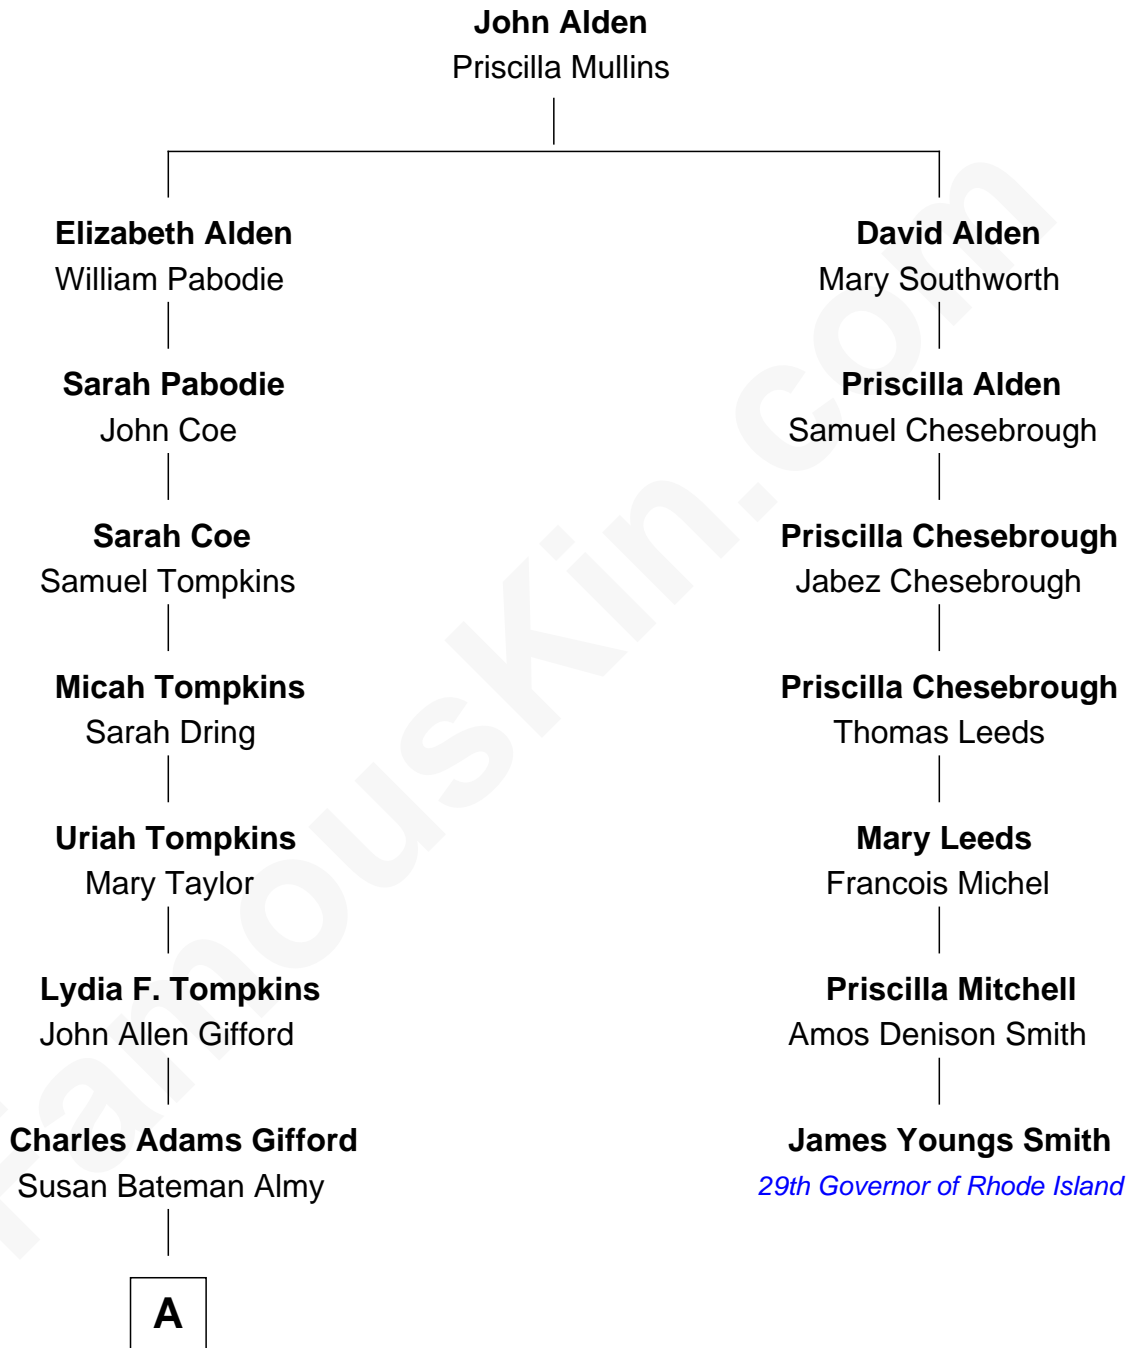 John Alden
Priscilla Mullins
Elizabeth Alden
William Pabodie
David Alden
Mary Southworth
Sarah Pabodie
John Coe
Priscilla Alden
Samuel Chesebrough
Sarah Coe
Samuel Tompkins
Priscilla Chesebrough
Jabez Chesebrough
Micah Tompkins
Sarah Dring
Priscilla Chesebrough
Thomas Leeds
Uriah Tompkins
Mary Taylor
Mary Leeds
Francois Michel
Lydia F. Tompkins
John Allen Gifford
Priscilla Mitchell
Amos Denison Smith
Charles Adams Gifford
Susan Bateman Almy
James Youngs Smith
29th Governor of Rhode Island
A
FamousKin.com